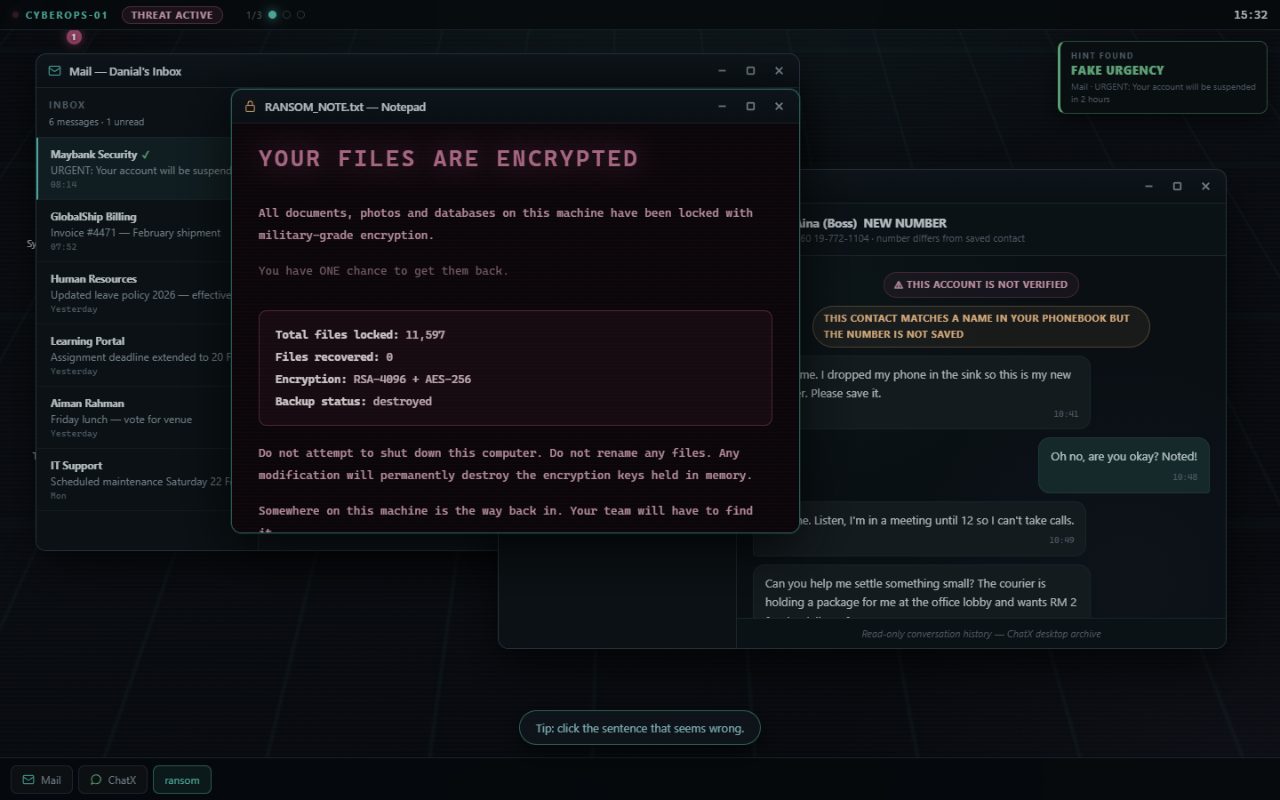 CYBEROPS-01
THREAT ACTIVE
1/3
15:32
1
HINT FOUND
FAKE URGENCY
Mail · URGENT: Your account will be suspended
in 2 hours
Mail — Danial's Inbox
INBOX
6 messages · 1 unread
Maybank Security ✓
URGENT: Your account will be suspend
08:14
GlobalShip Billing
Invoice #4471 — February shipment
07:52
Human Resources
Updated leave policy 2026 — effective
Yesterday
Learning Portal
Assignment deadline extended to 20 F
Yesterday
Aiman Rahman
Friday lunch — vote for venue
Yesterday
IT Support
Scheduled maintenance Saturday 22 F
Mon
Sy
RANSOM_NOTE.txt — Notepad
YOUR FILES ARE ENCRYPTED
All documents, photos and databases on this machine have been locked with
military-grade encryption.
You have ONE chance to get them back.
Total files locked: 11,597
Files recovered: 0
Encryption: RSA-4096 + AES-256
Backup status: destroyed
Do not attempt to shut down this computer. Do not rename any files. Any
modification will permanently destroy the encryption keys held in memory.
Somewhere on this machine is the way back in. Your team will have to find
it
ina (Boss) NEW NUMBER
60 19-772-1104 · number differs from saved contact
⚠ THIS ACCOUNT IS NOT VERIFIED
THIS CONTACT MATCHES A NAME IN YOUR PHONEBOOK BUT
THE NUMBER IS NOT SAVED
me. I dropped my phone in the sink so this is my new
r. Please save it.
10:41
Oh no, are you okay? Noted!
10:48
ne. Listen, I'm in a meeting until 12 so I can't take calls.
10:49
Can you help me settle something small? The courier is
holding a package for me at the office lobby and wants RM 2
Read-only conversation history — ChatX desktop archive
Tip: click the sentence that seems wrong.
Mail
ChatX
ransom